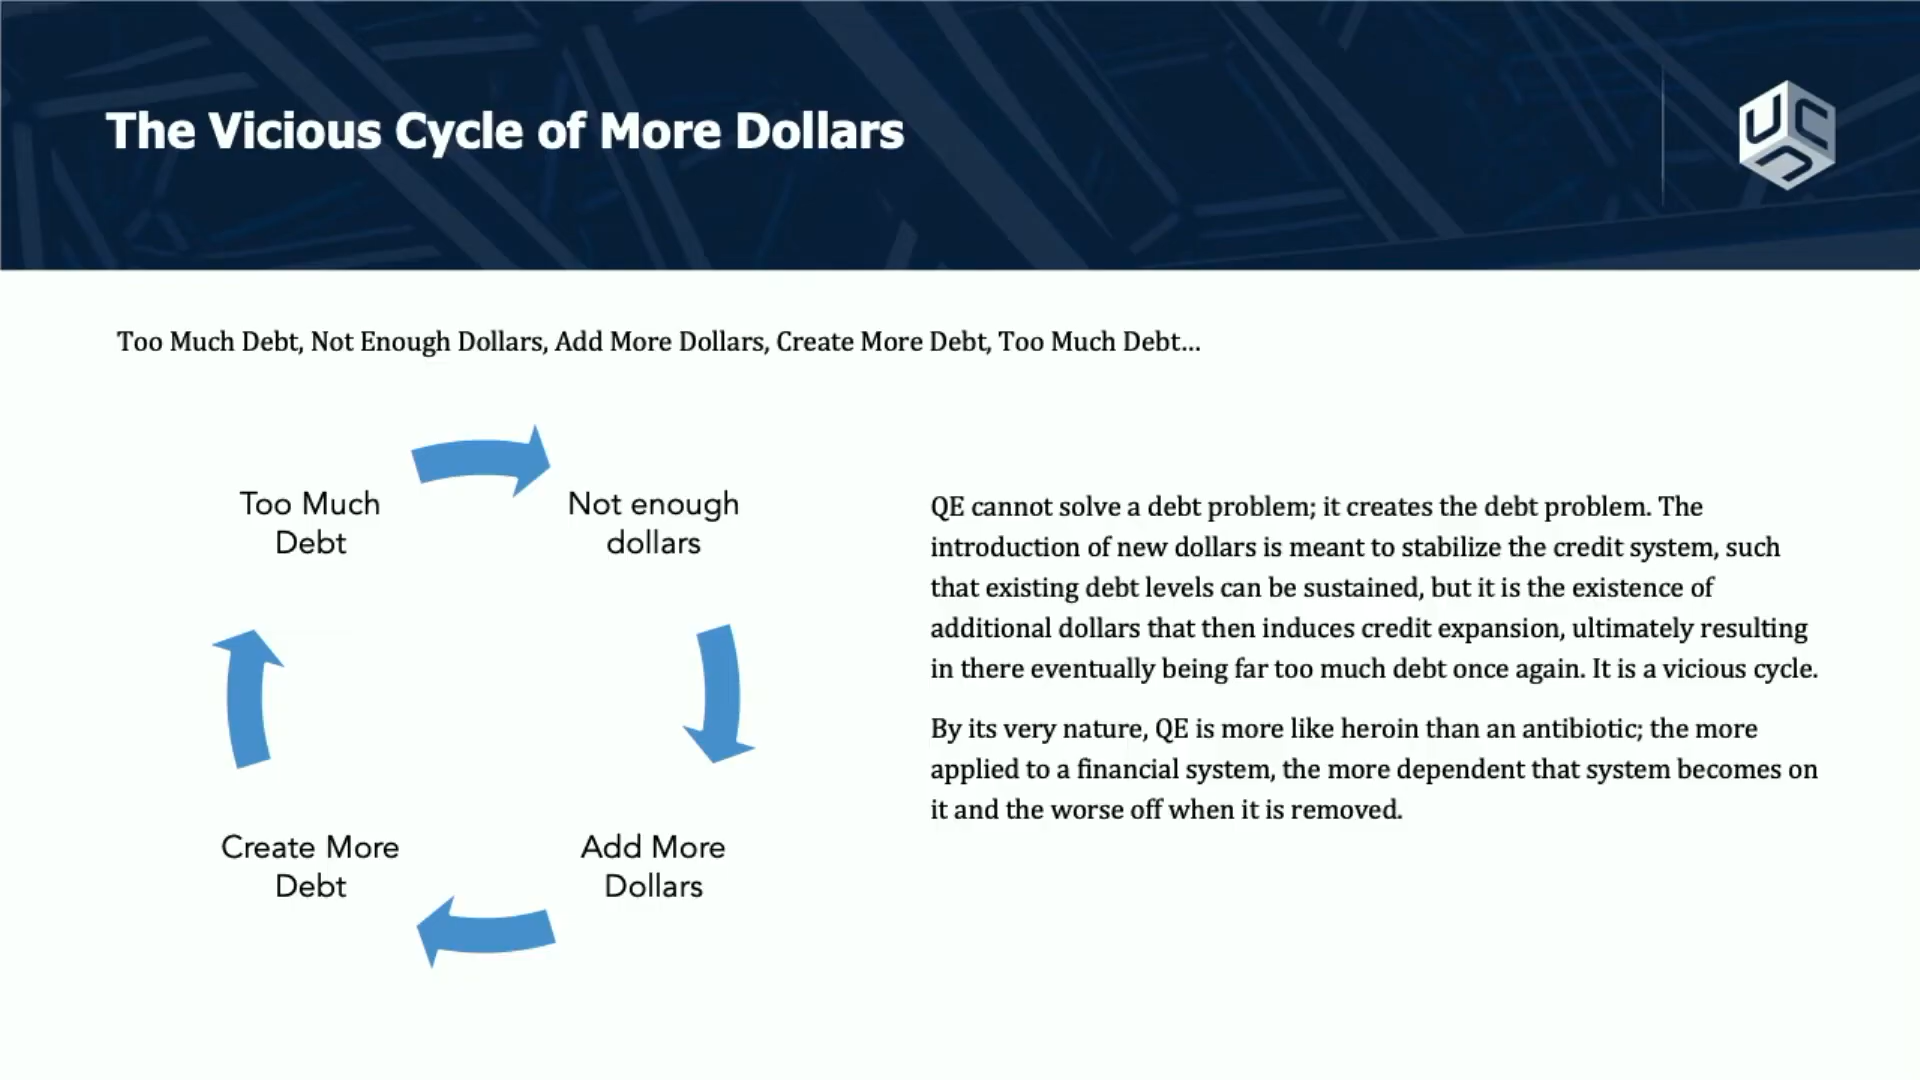 The Vicious Cycle of More Dollars
UC
Too Much Debt, Not Enough Dollars, Add More Dollars, Create More Debt, Too Much Debt...
Too Much
Debt
Not enough
dollars
Add More
Dollars
Create More
Debt
QE cannot solve a debt problem; it creates the debt problem. The
introduction of new dollars is meant to stabilize the credit system, such
that existing debt levels can be sustained, but it is the existence of
additional dollars that then induces credit expansion, ultimately resulting
in there eventually being far too much debt once again. It is a vicious cycle.
By its very nature, QE is more like heroin than an antibiotic; the more
applied to a financial system, the more dependent that system becomes on
it and the worse off when it is removed.